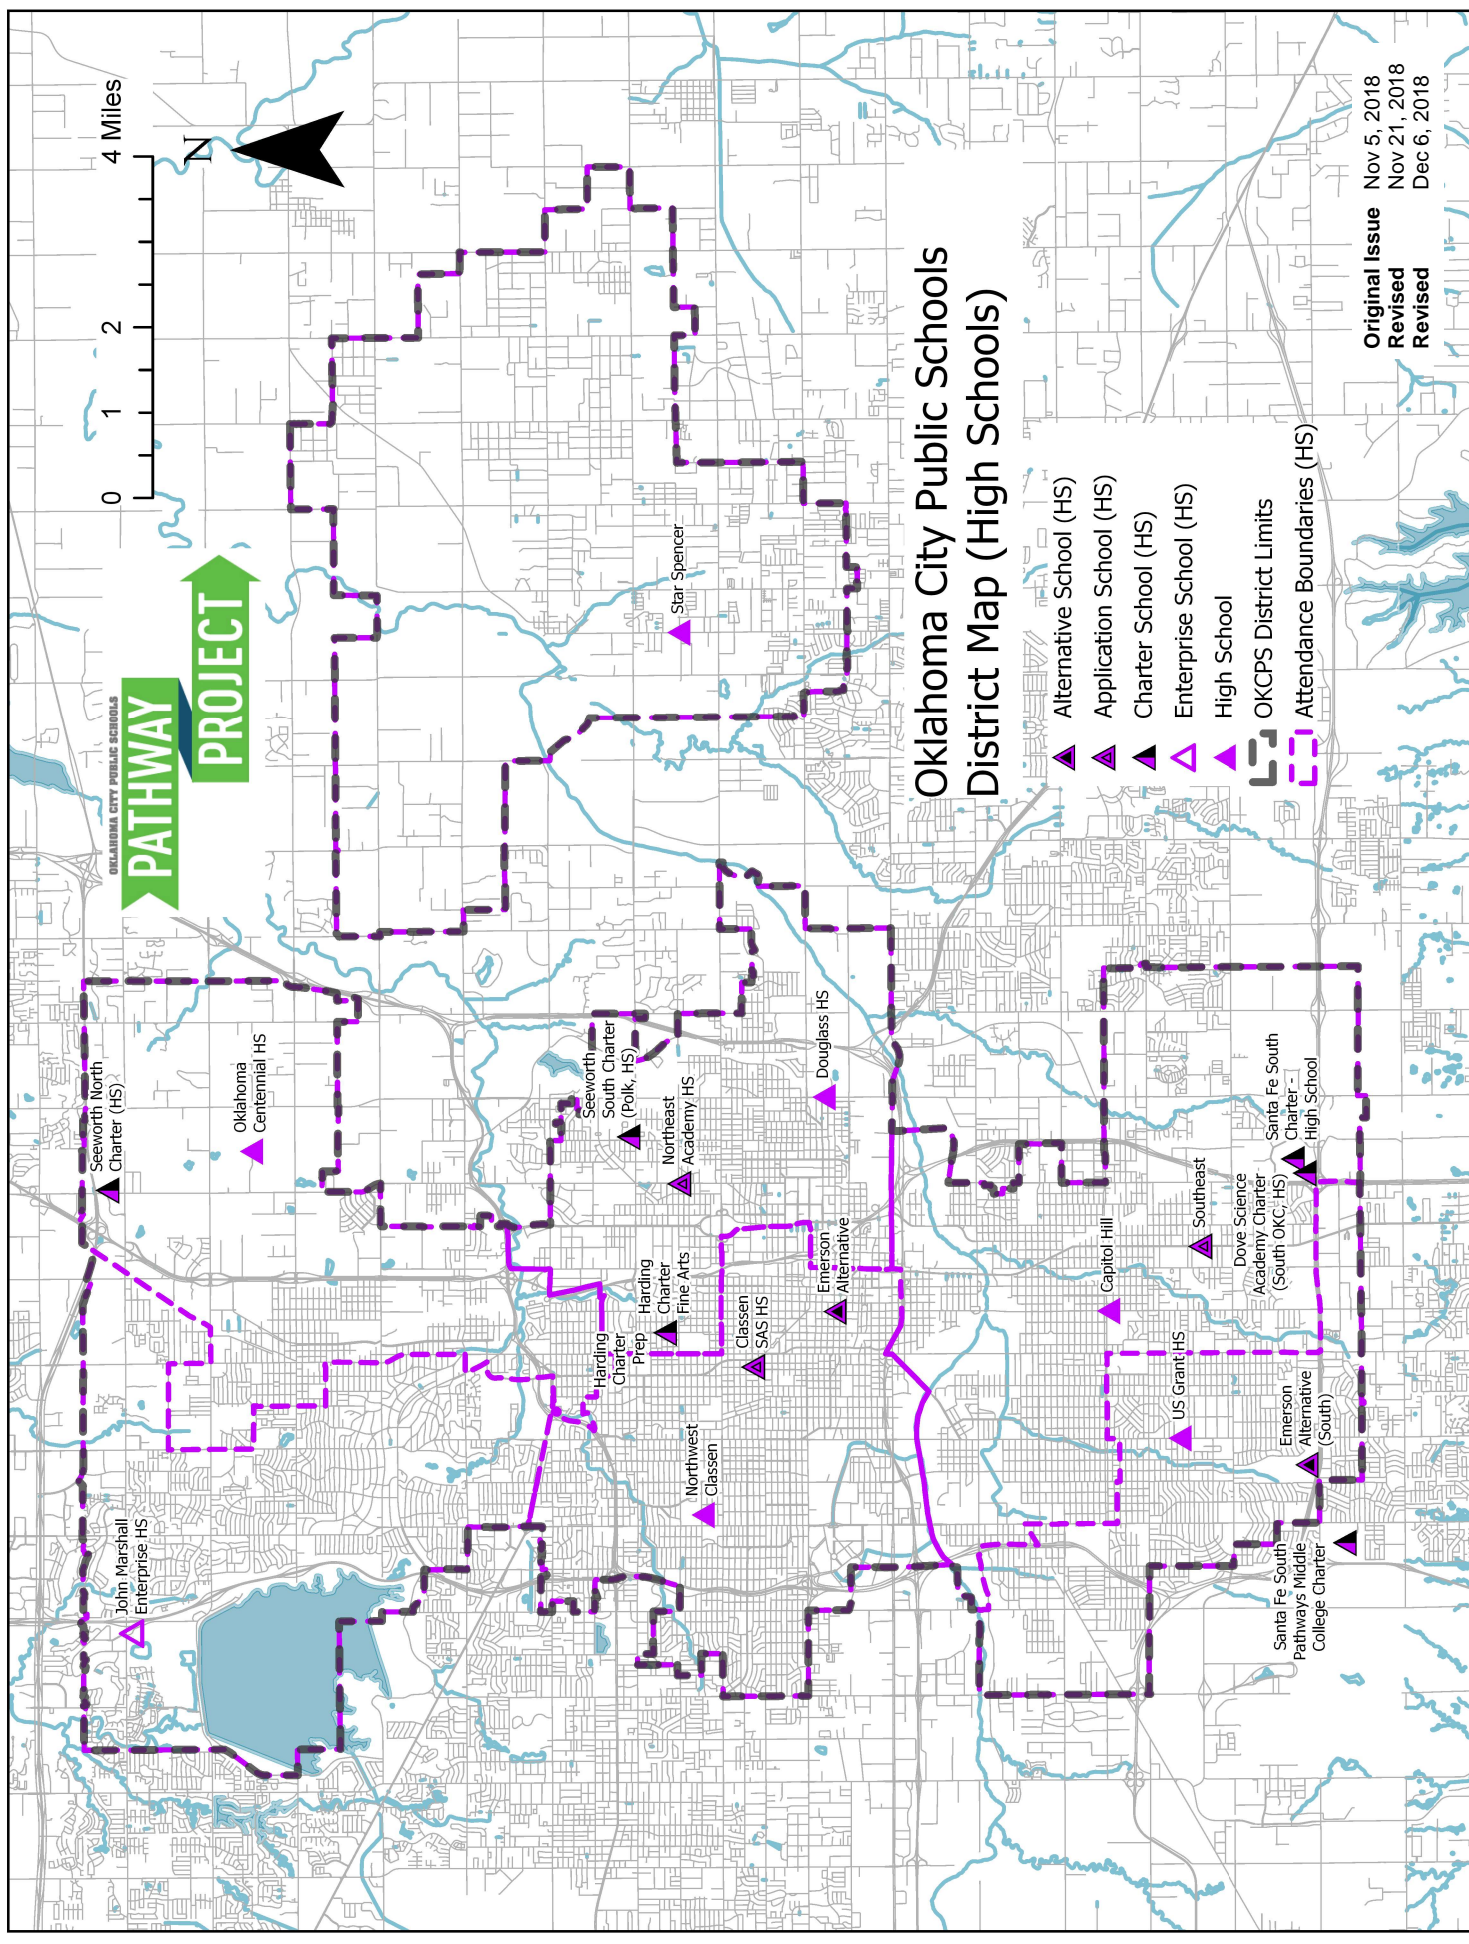 OKLAHOMA CITY PUBLIC SCHOOLS
PATHWAY
PROJECT
0 1 2 4 Miles
N
Seeworth North
Charter (HS)
Oklahoma
Centennial HS
John Marshall
Enterprise HS
Seeworth
South Charter
(Polk, HS)
Northeast
Academy HS
Star Spencer
Harding
Charter
Prep
Harding
Charter
Fine Arts
Northwest
Classen
Classen
SAS HS
Douglass HS
Emerson
Alternative
Capitol Hill
US Grant HS
Southeast
Dove Science
Academy Charter
(South OKC, HS)
Santa Fe South
Charter -
High School
Emerson
Alternative
(South)
Santa Fe South
Pathways Middle
College Charter
Oklahoma City Public Schools
District Map (High Schools)
Alternative School (HS)
Application School (HS)
Charter School (HS)
Enterprise School (HS)
High School
OKCPS District Limits
Attendance Boundaries (HS)
Original Issue Nov 5, 2018
Revised Nov 21, 2018
Revised Dec 6, 2018